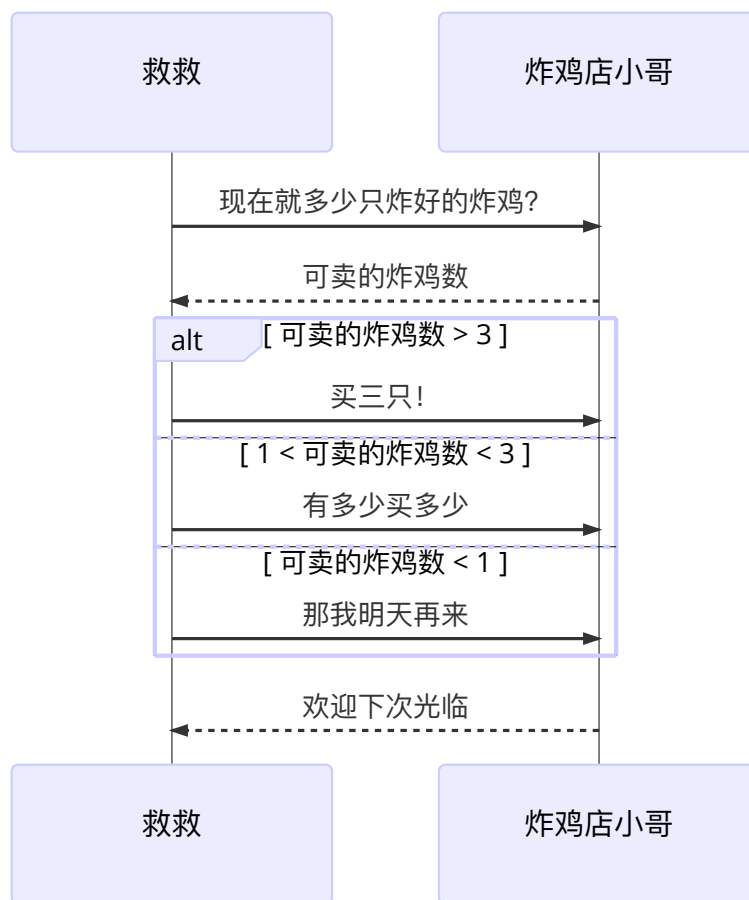 救救
炸鸡店小哥
现在就多少只炸好的炸鸡?
可卖的炸鸡数
alt
[ 可卖的炸鸡数 > 3 ]
买三只!
[ 1 < 可卖的炸鸡数 < 3 ]
有多少买多少
[ 可卖的炸鸡数 < 1 ]
那我明天再来
欢迎下次光临
救救
炸鸡店小哥